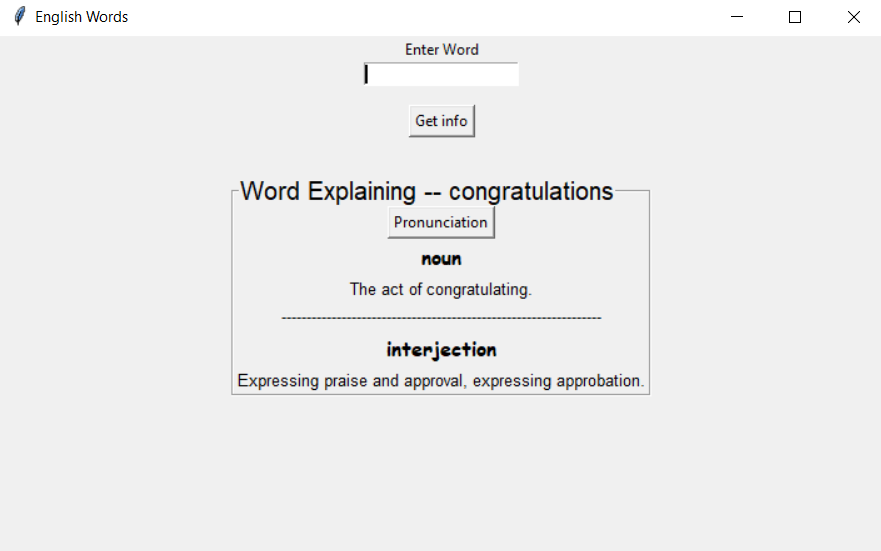 English Words
Enter Word
Get info
Word Explaining -- congratulations
Pronunciation
noun
The act of congratulating.
----------------------------------------------------------------
interjection
Expressing praise and approval, expressing approbation.